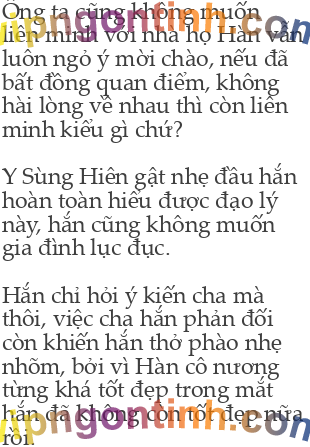 Ông ta cũng không muốn
liên minh với nhà họ Hàn vẫn
luôn ngỏ ý mời chào, nếu đã
bất đồng quan điểm, không
hài lòng về nhau thì còn liên
minh kiểu gì chứ?
Y Sùng Hiên gật nhẹ đầu hắn
hoàn toàn hiểu được đạo lý
này, hắn cũng không muốn
gia đình lục đục.
Hắn chỉ hỏi ý kiến cha mà
thôi, việc cha hắn phản đối
còn khiến hắn thở phào nhẹ
nhõm, bởi vì Hàn cô nương
từng khá tốt đẹp trong mắt
hắn đã không còn tốt đẹp nữa
rồi.
vipngontinh.com
vipngontinh.com